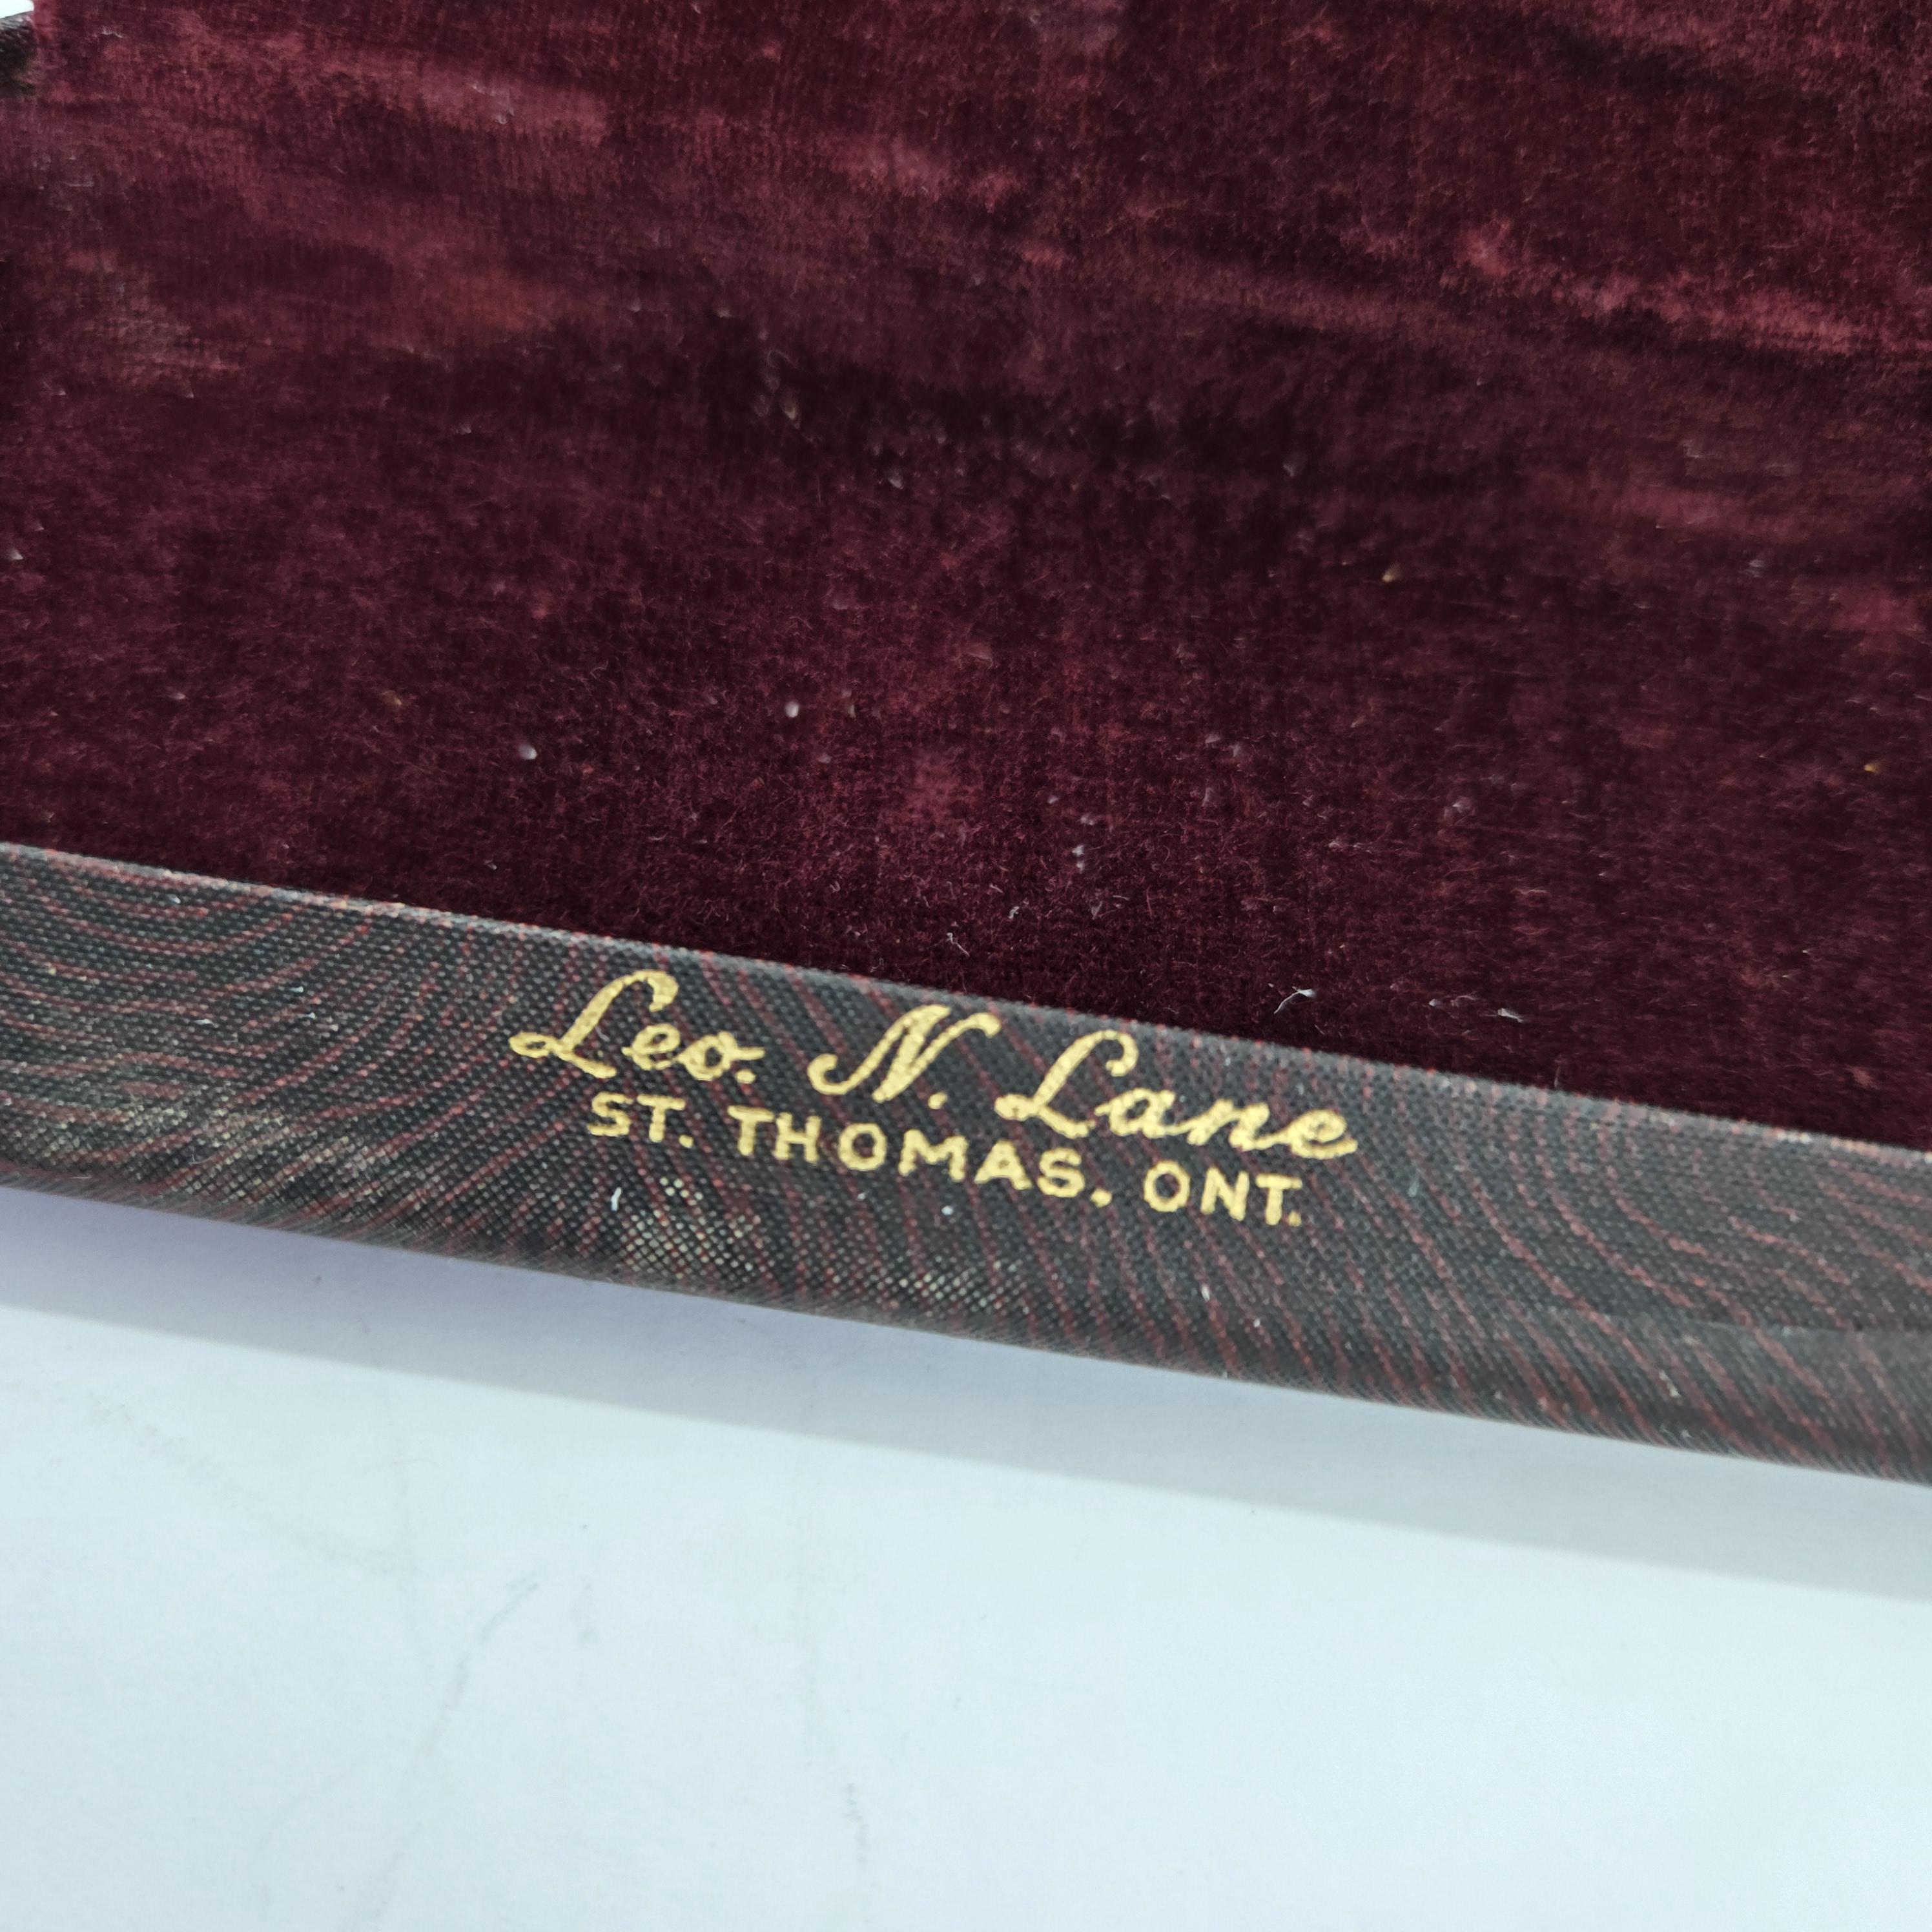 Leo. N. Lane
ST. THOMAS, ONT.